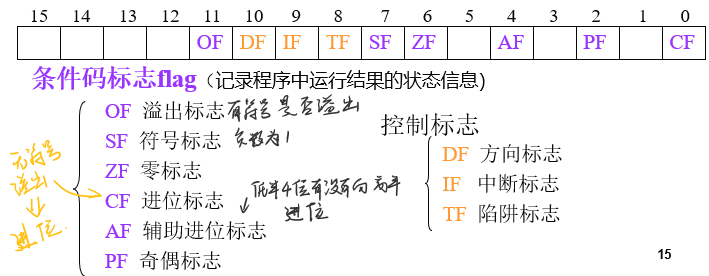 15 14 13 12 11 10 9 8 7 6 5 4 3 2 1 0
OF DF IF TF SF ZF AF PF CF
条件码标志flag（记录程序中运行结果的状态信息）
OF 溢出标志 有符号是否溢出
SF 符号标志 负数为1
ZF 零标志
CF 进位标志
AF 辅助进位标志
PF 奇偶标志
无符号
溢出
进位
低半4位有没有向高半
进位
控制标志
DF 方向标志
IF 中断标志
TF 陷阱标志
15